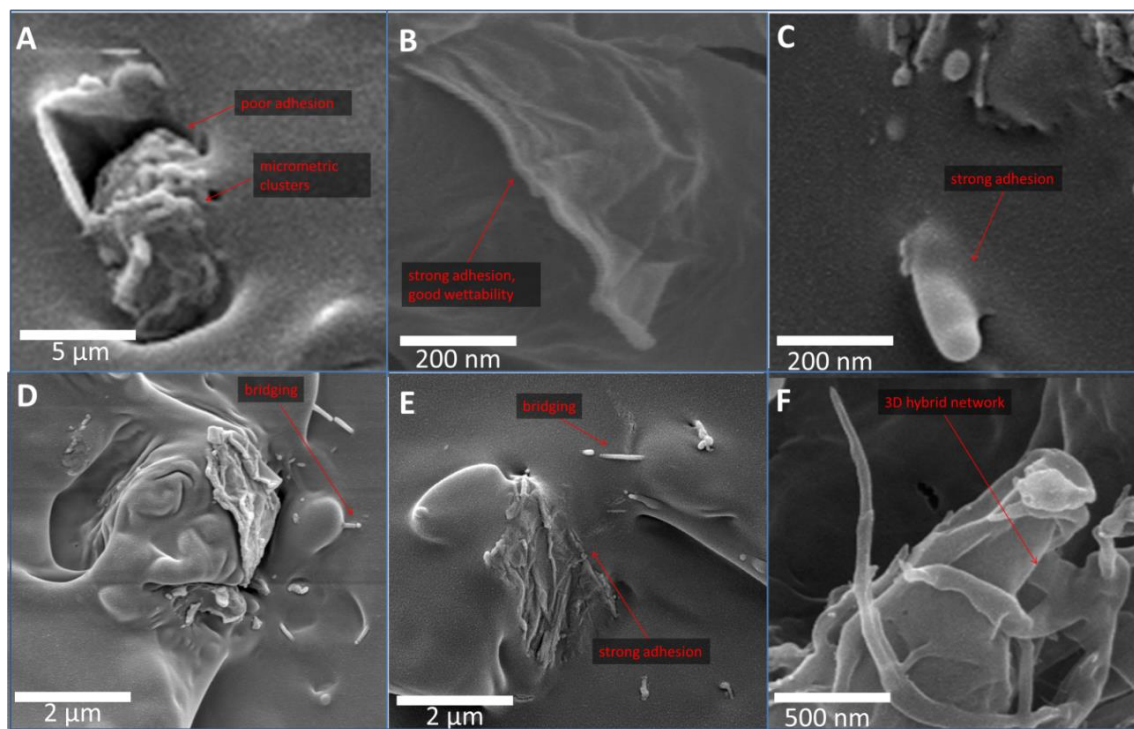 A
poor adhesion
micrometric
clusters
5 μm
B
strong adhesion,
good wettability
200 nm
C
strong adhesion
200 nm
D
bridging
2 μm
E
bridging
strong adhesion
2 μm
F
3D hybrid network
500 nm